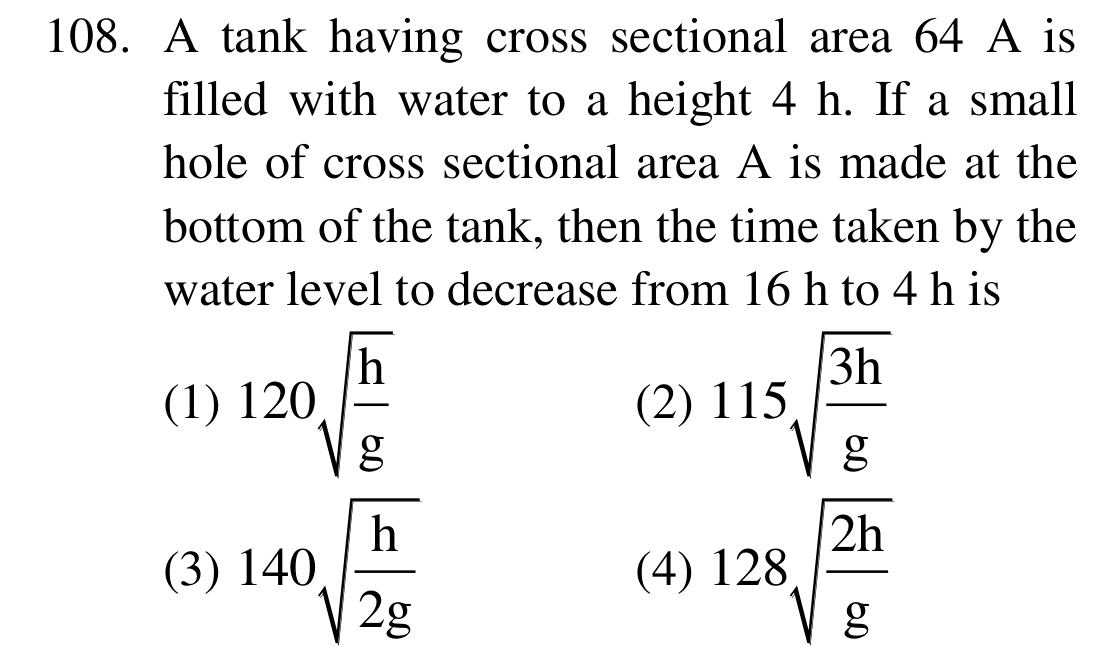 108. A tank having cross sectional area 64 A is
filled with water to a height 4 h. If a small
hole of cross sectional area A is made at the
bottom of the tank, then the time taken by the
water level to decrease from 16 h to 4 h is
(1) 120√(h/g) (2) 115√(3h/g)
(3) 140√(h/2g) (4) 128√(2h/g)